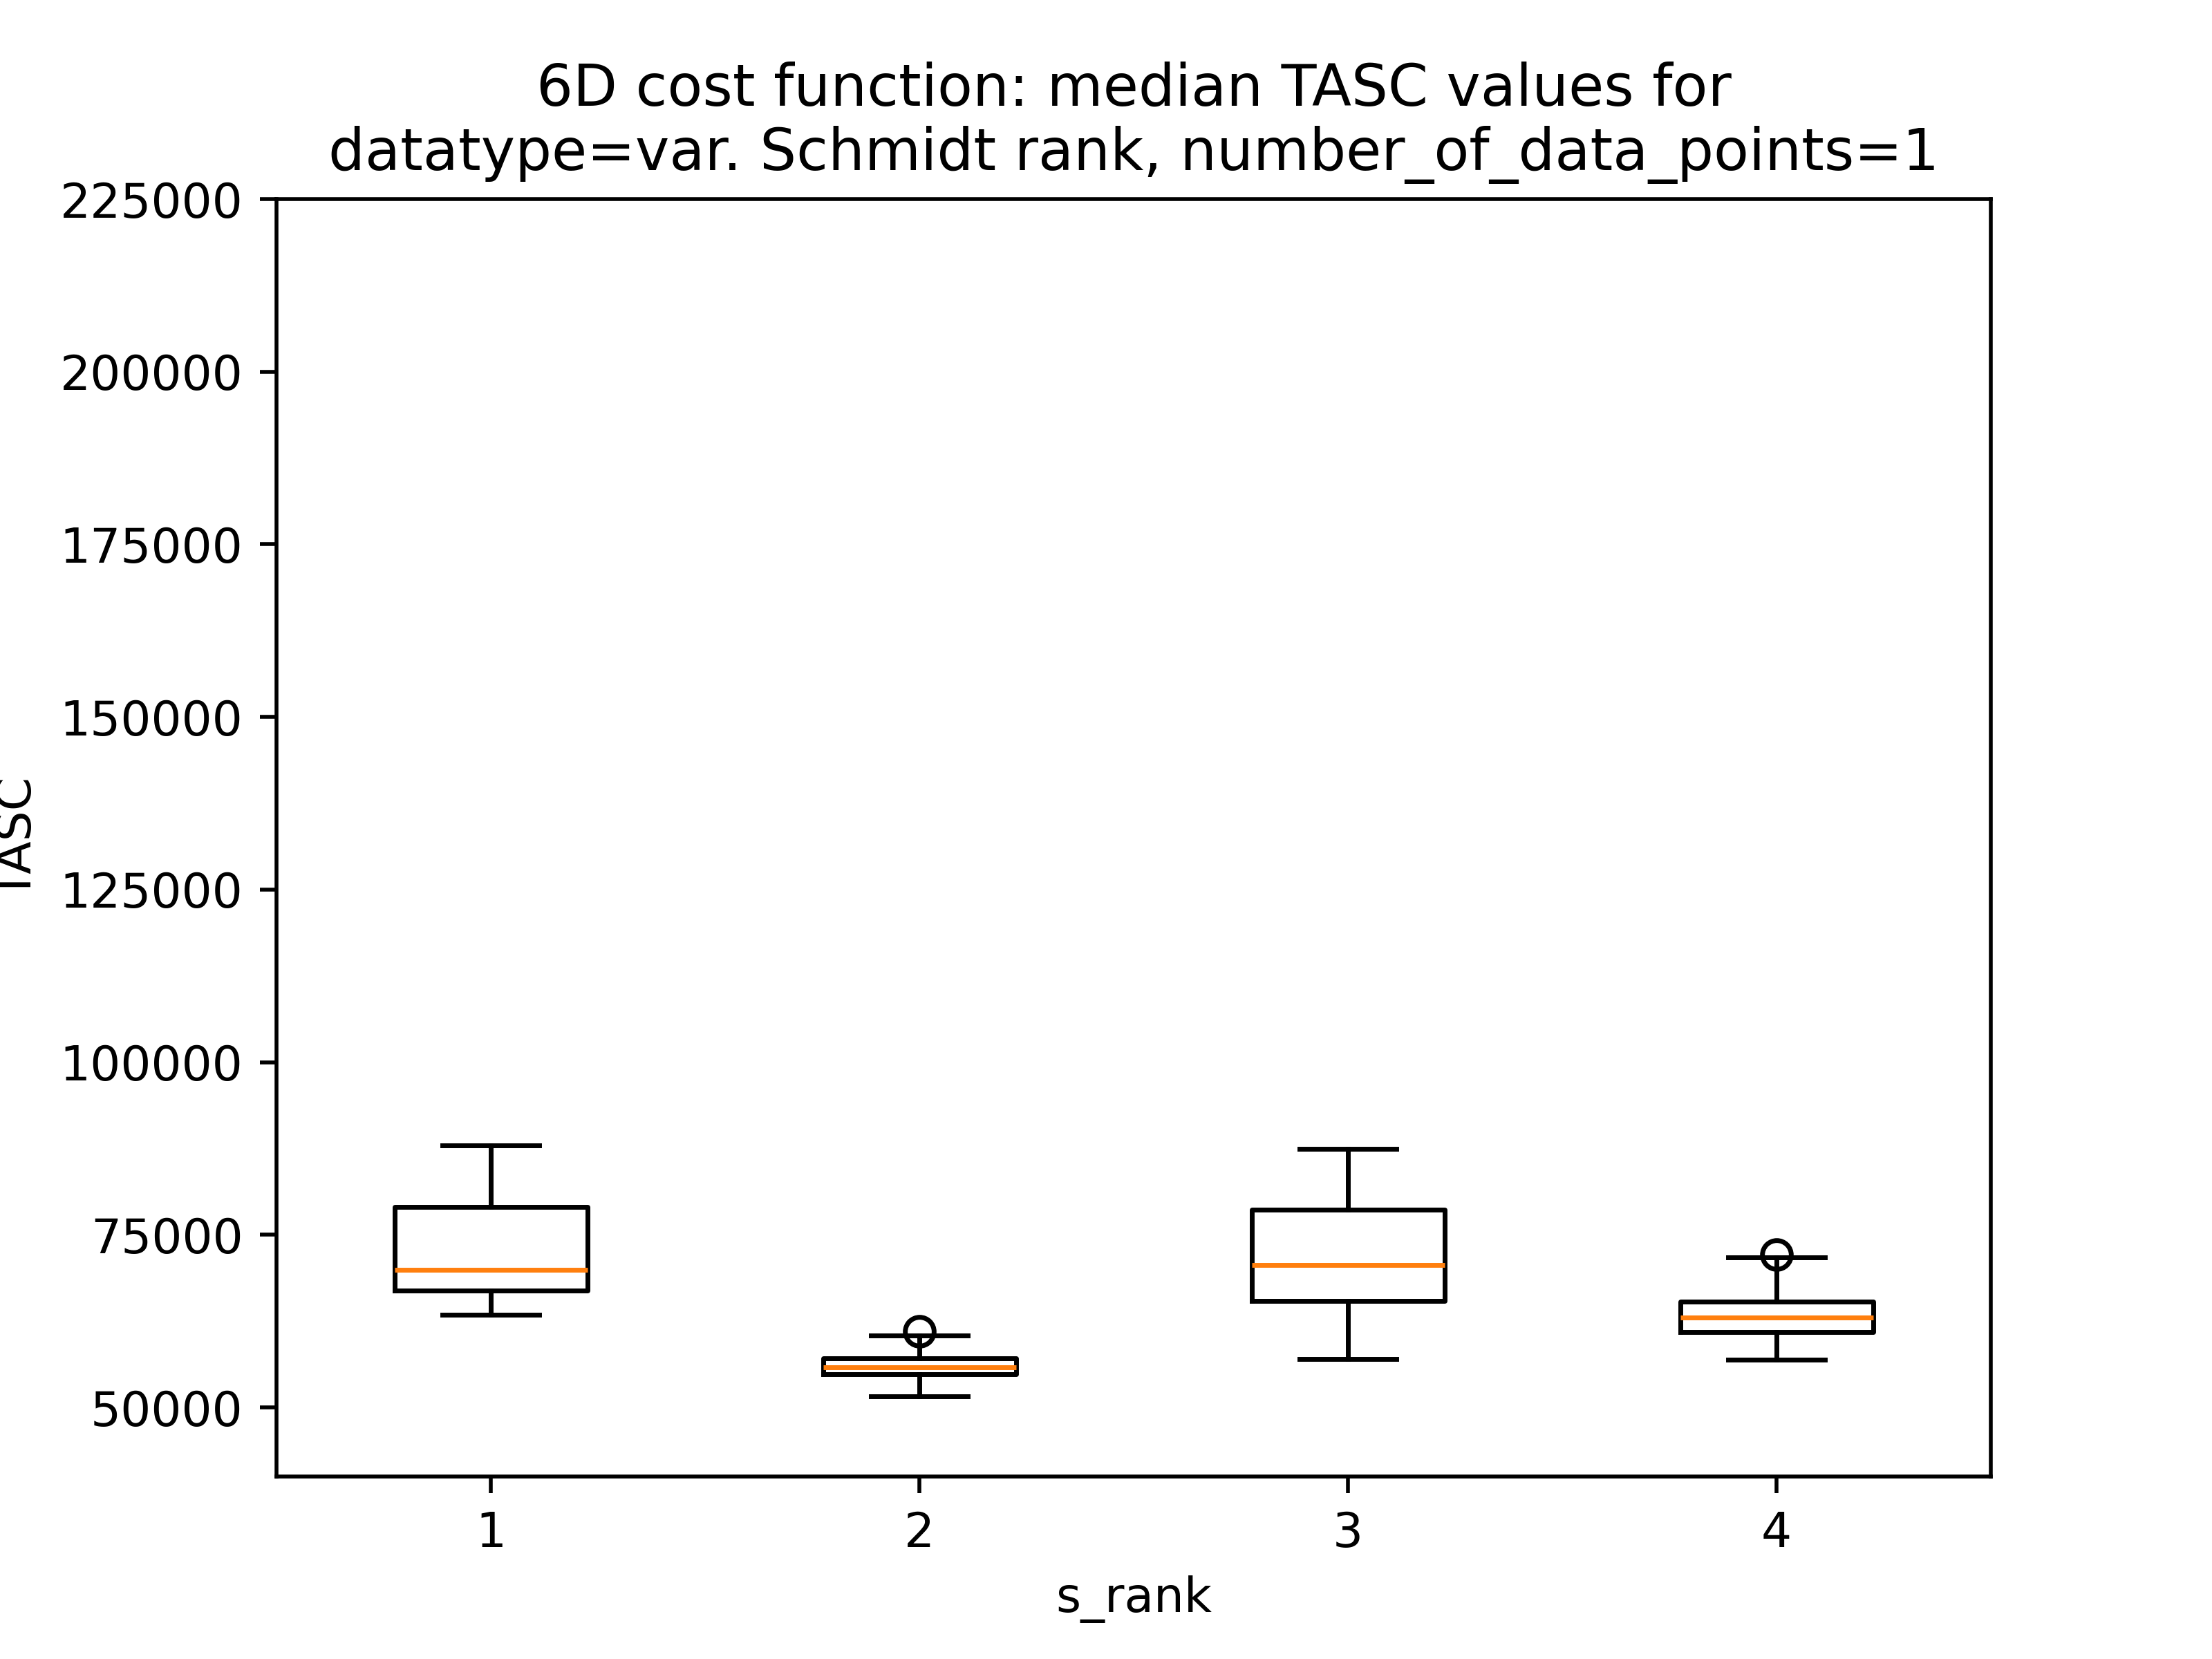 6D cost function: median TASC values for
datatype=var. Schmidt rank, number_of_data_points=1
225000
200000
175000
150000
125000
100000
75000
50000
TASC
1 2 3 4
s_rank